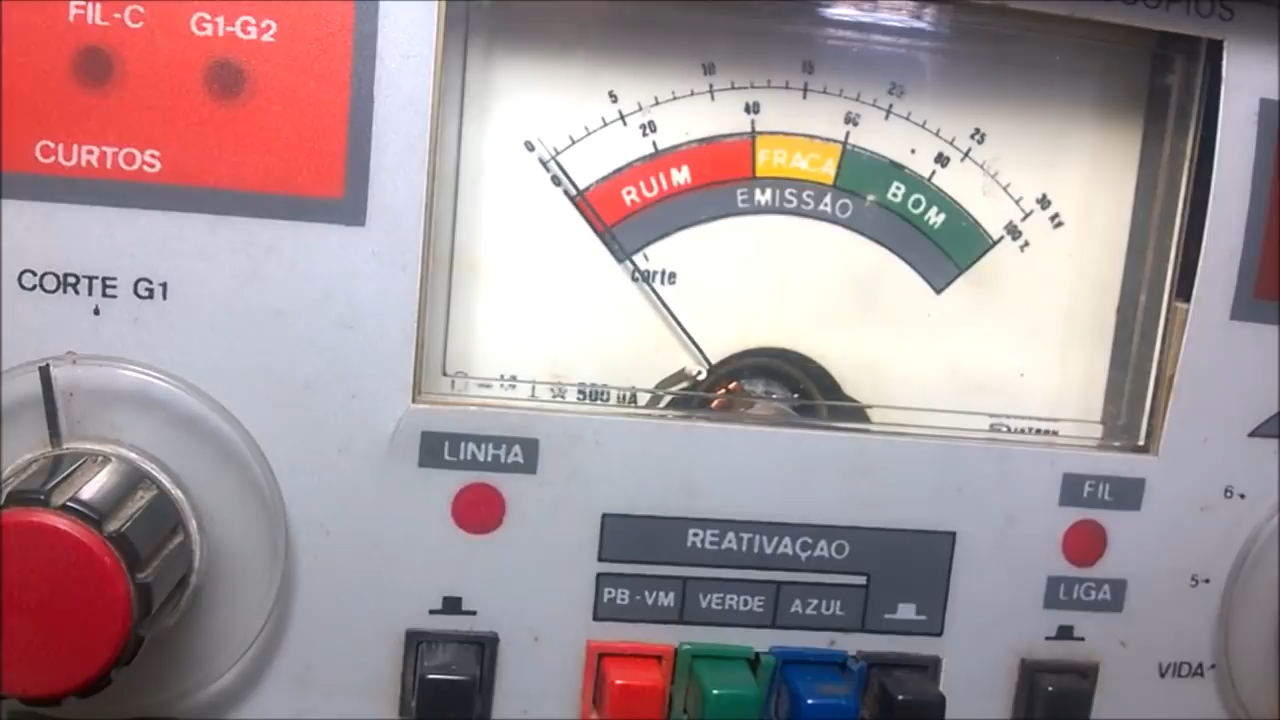 FIL-C
G1-G2
CURTOS
CORTE G1
0 5 10 15 20 25 30 kv
0 20 40 60 80 100 %
RUIM
FRACA
BOM
EMISSÃO
Corte
500 uA
LINHA
REATIVAÇAO
PB-VM
VERDE
AZUL
FIL
LIGA
6
5
VIDA